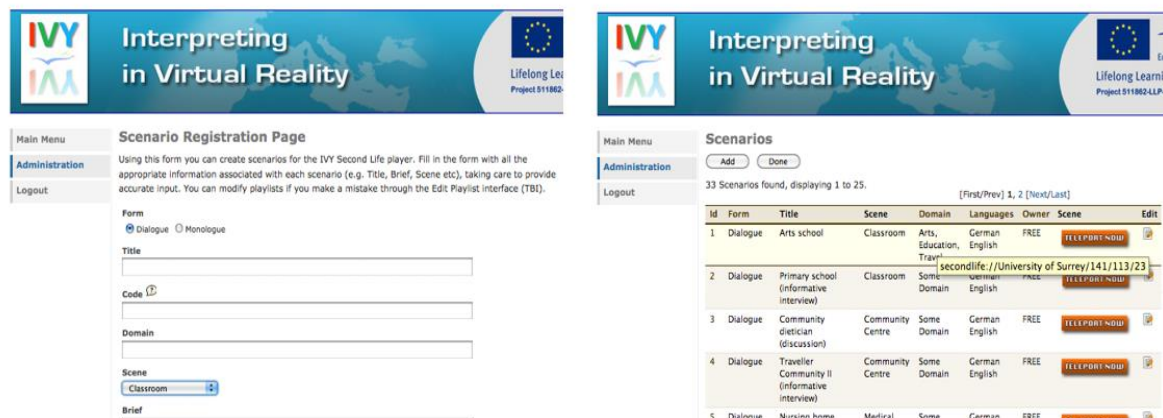 IVY
Interpreting
in Virtual Reality
Lifelong Lea
Project 511862-
Main Menu
Administration
Logout
Scenario Registration Page
Using this form you can create scenarios for the IVY Second Life player. Fill in the form with all the
appropriate information associated with each scenario (e.g. Title, Brief, Scene etc), taking care to provide
accurate input. You can modify playlists if you make a mistake through the Edit Playlist interface (TBI).
Form
Dialogue Monologue
Title
Code
Domain
Scene
Classroom
Brief
IVY
Interpreting
in Virtual Reality
Lifelong Learni
Project 511862-LLP-
Main Menu
Administration
Logout
Scenarios
Add Done
33 Scenarios found, displaying 1 to 25.
[First/Prev] 1, 2 [Next/Last]
Id Form Title Scene Domain Languages Owner Scene Edit
1 Dialogue Arts school Classroom Arts, German FREE TELEPORT NOW
Education, English
Travel
secondlife://University of Surrey/141/113/23
2 Dialogue Primary school Classroom Some German FREE TELEPORT NOW
(informative Domain English
interview)
3 Dialogue Community Community Some German FREE TELEPORT NOW
dietician Centre Domain English
(discussion)
4 Dialogue Traveller Community Some German FREE TELEPORT NOW
Community II Centre Domain English
(informative
interview)
5 Dialogue Nursing home Medical Some German FREE